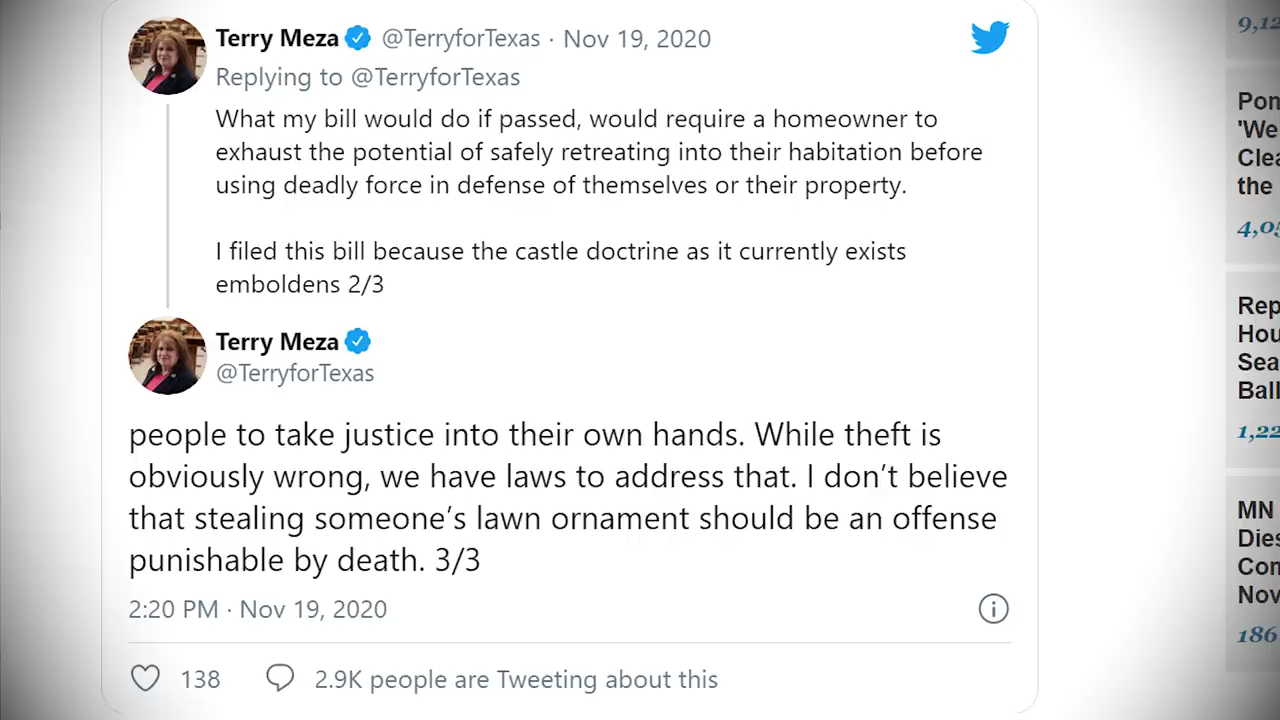 Terry Meza @TerryforTexas · Nov 19, 2020
Replying to @TerryforTexas
What my bill would do if passed, would require a homeowner to
exhaust the potential of safely retreating into their habitation before
using deadly force in defense of themselves or their property.
I filed this bill because the castle doctrine as it currently exists
emboldens 2/3
Terry Meza
@TerryforTexas
people to take justice into their own hands. While theft is
obviously wrong, we have laws to address that. I don’t believe
that stealing someone’s lawn ornament should be an offense
punishable by death. 3/3
2:20 PM · Nov 19, 2020
138 2.9K people are Tweeting about this
9,12
Pon
'We
Clea
the
4,05
Rep
Hou
Sea
Ball
1,22
MN
Dies
Con
Nov
186